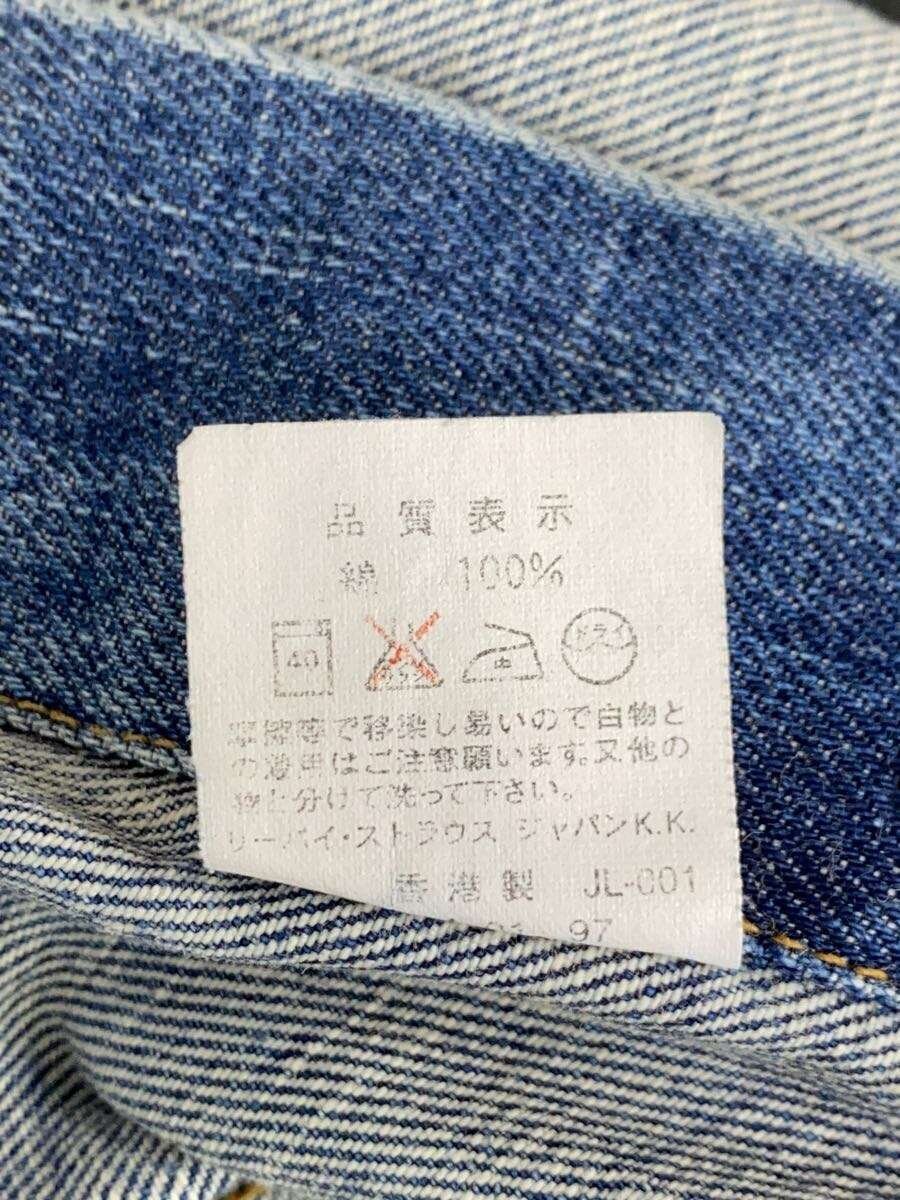 品質表示
綿 100%
40 ドライ
摩擦等で移染し易いので白物と
の着用はご注意願います。又他の
物と分けて洗って下さい。
リーバイ・ストラウス ジャパンK.K.
香港製 JL-001
97